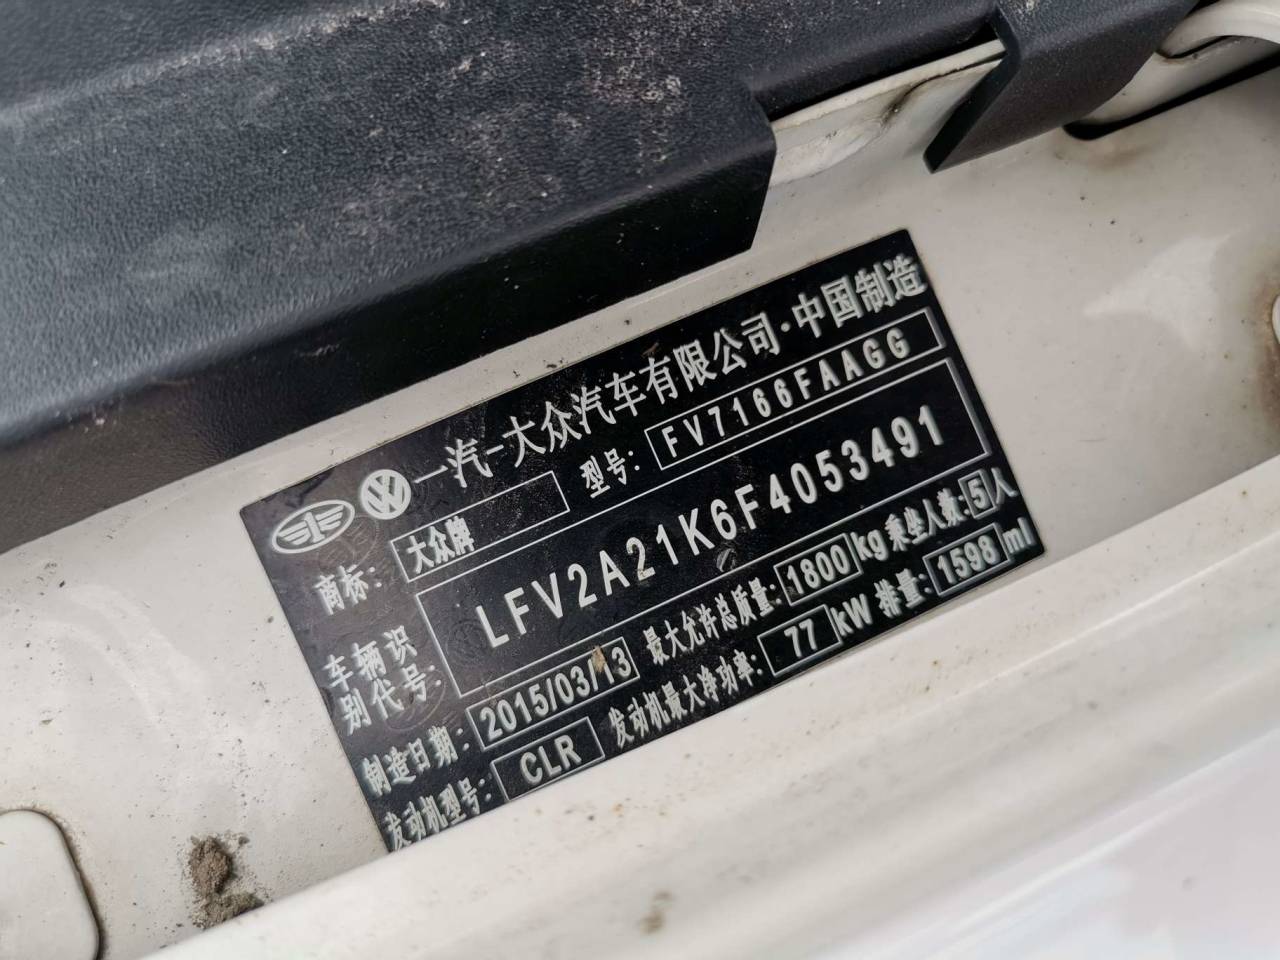 一汽-大众汽车有限公司·中国制造
商标: 大众牌 型号: FV7166FAAGG
车辆识别代号: LFV2A21K6F4053491
制造日期: 2015/03/13 最大允许总质量: 1800 kg 乘坐人数: 5 人
发动机型号: CLR 发动机最大净功率: 77 kW 排量: 1598 ml